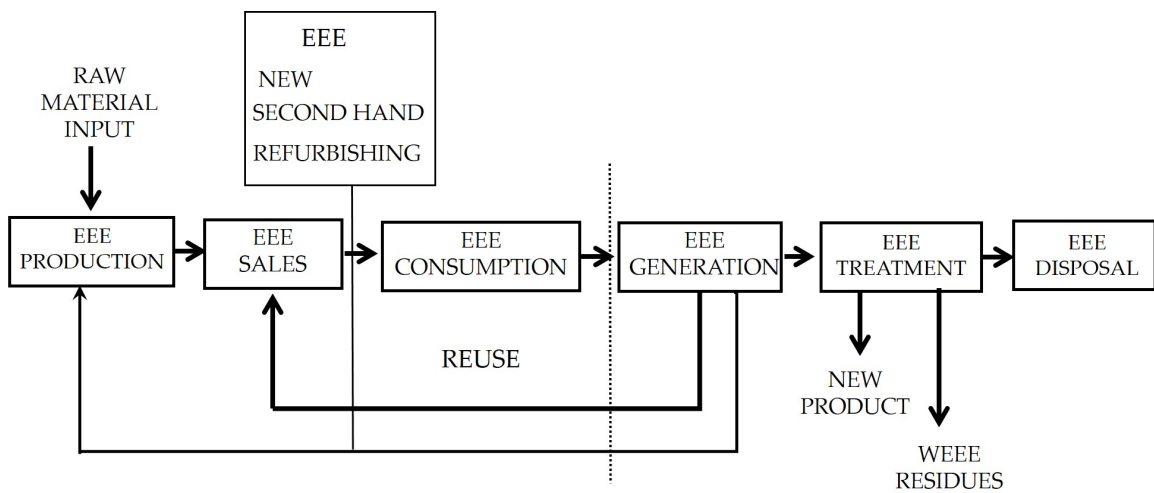 EEE
NEW
SECOND HAND
REFURBISHING
RAW
MATERIAL
INPUT
EEE
PRODUCTION
EEE
SALES
EEE
CONSUMPTION
EEE
GENERATION
EEE
TREATMENT
EEE
DISPOSAL
REUSE
NEW
PRODUCT
WEEE
RESIDUES